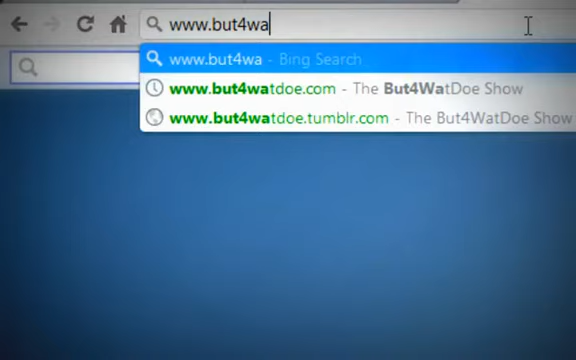 www.but4wa
www.but4wa - Bing Search
www.but4watdoe.com - The But4WatDoe Show
www.but4watdoe.tumblr.com - The But4WatDoe Show